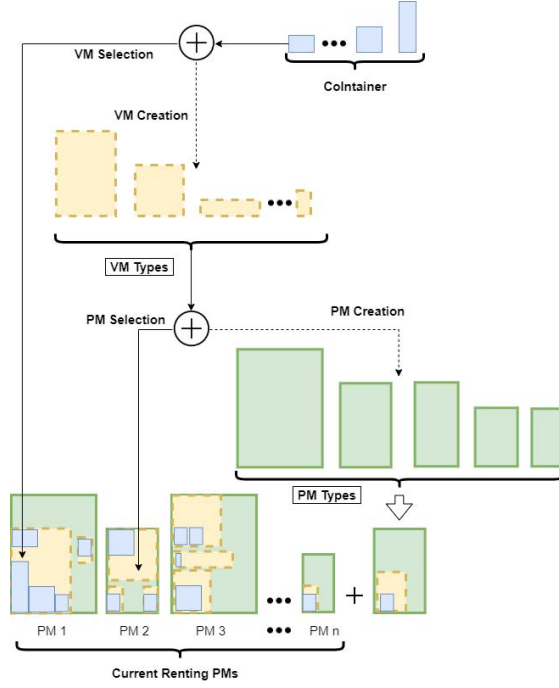 VM Selection
CoIntainer
VM Creation
VM Types
PM Selection
PM Creation
PM Types
PM 1
PM 2
PM 3
PM n
Current Renting PMs